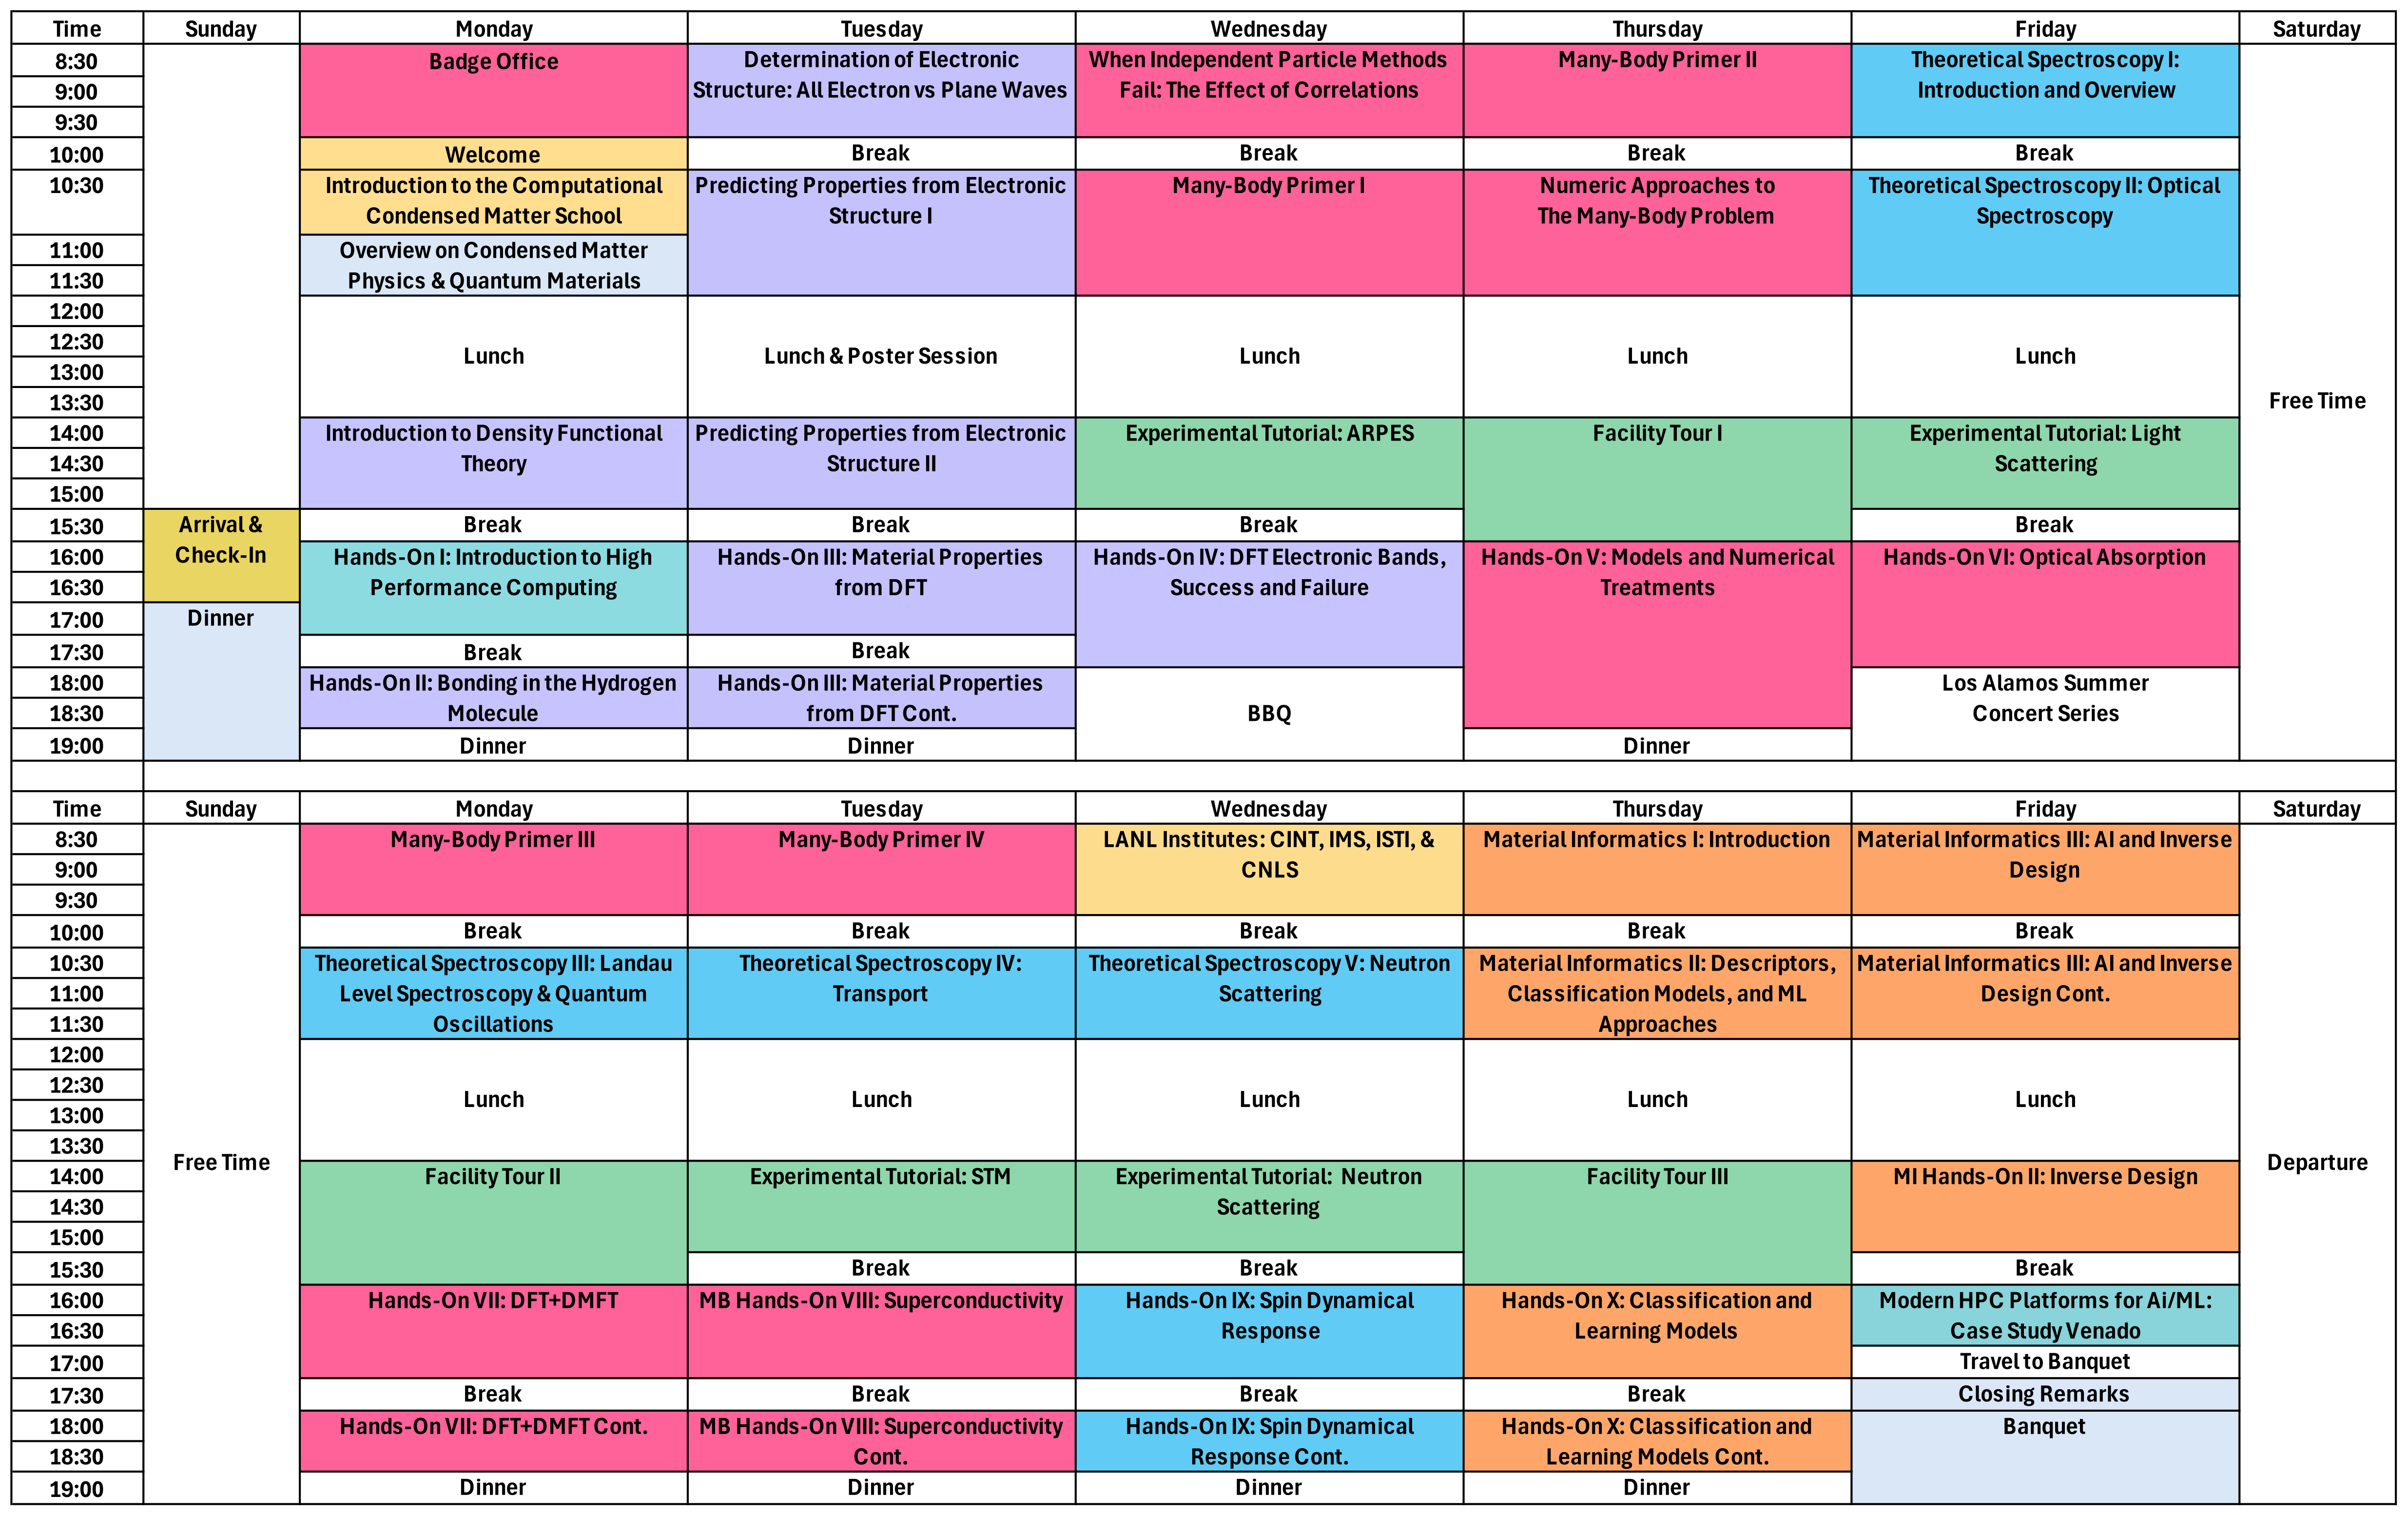 Time Sunday Monday Tuesday Wednesday Thursday Friday Saturday
8:30 Badge Office Determination of Electronic When Independent Particle Methods Many-Body Primer II Theoretical Spectroscopy I:
9:00 Structure: All Electron vs Plane Waves Fail: The Effect of Correlations Introduction and Overview
9:30
10:00 Welcome Break Break Break Break
10:30 Introduction to the Computational Predicting Properties from Electronic Many-Body Primer I Numeric Approaches to Theoretical Spectroscopy II: Optical
Condensed Matter School Structure I The Many-Body Problem Spectroscopy
11:00 Overview on Condensed Matter
11:30 Physics & Quantum Materials
12:00
12:30
Lunch Lunch & Poster Session Lunch Lunch Lunch
13:00
13:30 Free Time
14:00 Introduction to Density Functional Predicting Properties from Electronic Experimental Tutorial: ARPES Facility Tour I Experimental Tutorial: Light
14:30 Theory Structure II Scattering
15:00
15:30 Arrival & Break Break Break Break
16:00 Check-In Hands-On I: Introduction to High Hands-On III: Material Properties Hands-On IV: DFT Electronic Bands, Hands-On V: Models and Numerical Hands-On VI: Optical Absorption
16:30 Performance Computing from DFT Success and Failure Treatments
17:00 Dinner
17:30 Break Break
18:00 Hands-On II: Bonding in the Hydrogen Hands-On III: Material Properties Los Alamos Summer
18:30 Molecule from DFT Cont. BBQ Concert Series
19:00 Dinner Dinner Dinner
Time Sunday Monday Tuesday Wednesday Thursday Friday Saturday
8:30 Many-Body Primer III Many-Body Primer IV LANL Institutes: CINT, IMS, ISTI, & Material Informatics I: Introduction Material Informatics III: AI and Inverse
9:00 CNLS Design
9:30
10:00 Break Break Break Break Break
10:30 Theoretical Spectroscopy III: Landau Theoretical Spectroscopy IV: Theoretical Spectroscopy V: Neutron Material Informatics II: Descriptors, Material Informatics III: AI and Inverse
11:00 Level Spectroscopy & Quantum Transport Scattering Classification Models, and ML Design Cont.
11:30 Oscillations Approaches
12:00
12:30
Lunch Lunch Lunch Lunch Lunch
13:00
13:30
Free Time Departure
14:00 Facility Tour II Experimental Tutorial: STM Experimental Tutorial: Neutron Facility Tour III MI Hands-On II: Inverse Design
14:30 Scattering
15:00
15:30 Break Break Break
16:00 Hands-On VII: DFT+DMFT MB Hands-On VIII: Superconductivity Hands-On IX: Spin Dynamical Hands-On X: Classification and Modern HPC Platforms for Ai/ML:
16:30 Response Learning Models Case Study Venado
17:00 Travel to Banquet
17:30 Break Break Break Break Closing Remarks
18:00 Hands-On VII: DFT+DMFT Cont. MB Hands-On VIII: Superconductivity Hands-On IX: Spin Dynamical Hands-On X: Classification and Banquet
18:30 Cont. Response Cont. Learning Models Cont.
19:00 Dinner Dinner Dinner Dinner